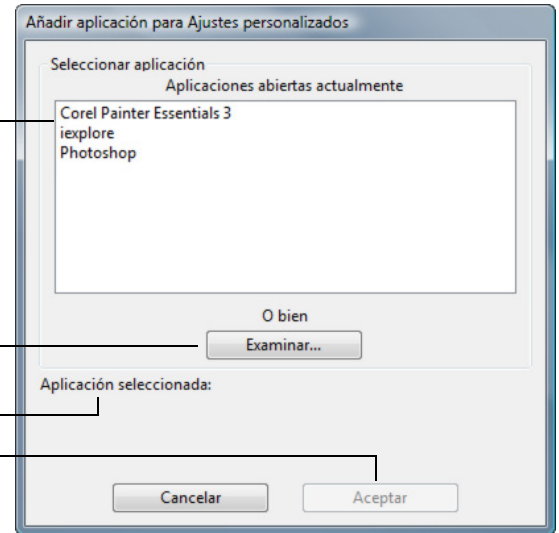 Añadir aplicación para Ajustes personalizados
Seleccionar aplicación
Aplicaciones abiertas actualmente
Corel Painter Essentials 3
iexplore
Photoshop
O bien
Examinar...
Aplicación seleccionada:
Cancelar
Aceptar